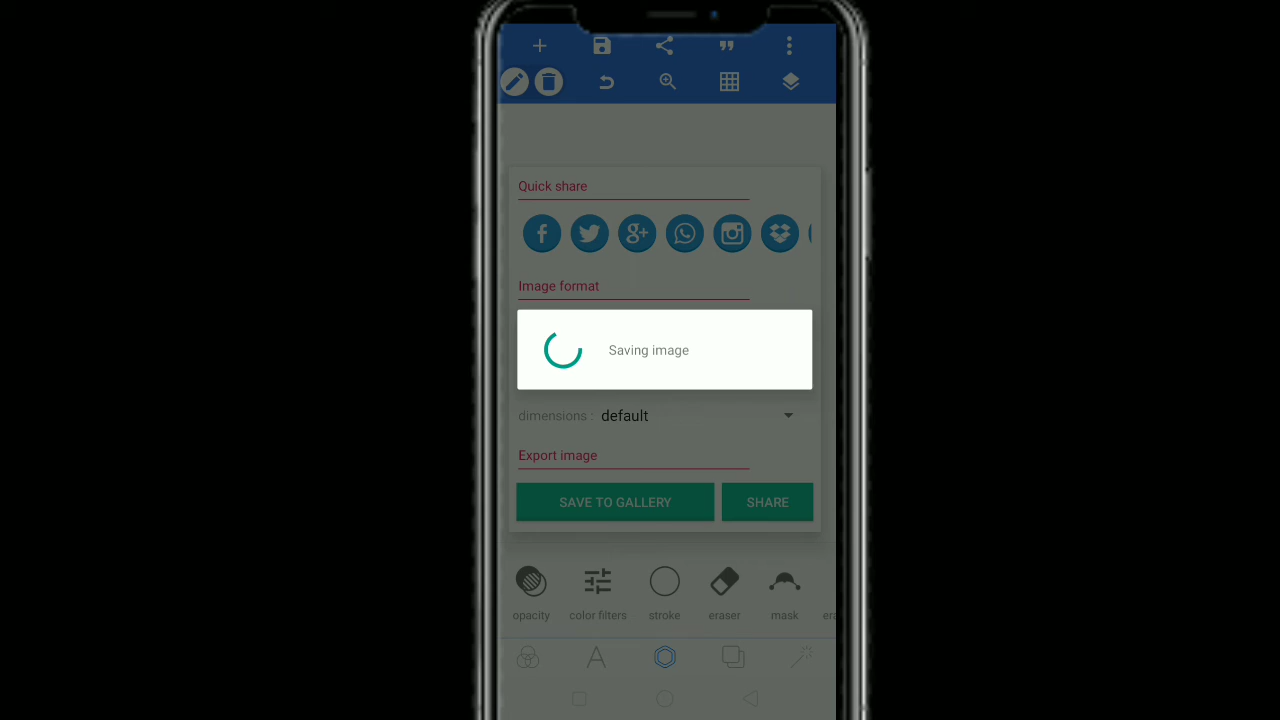 Quick share
Image format
Saving image
dimensions : default
Export image
SAVE TO GALLERY SHARE
opacity color filters stroke eraser mask era